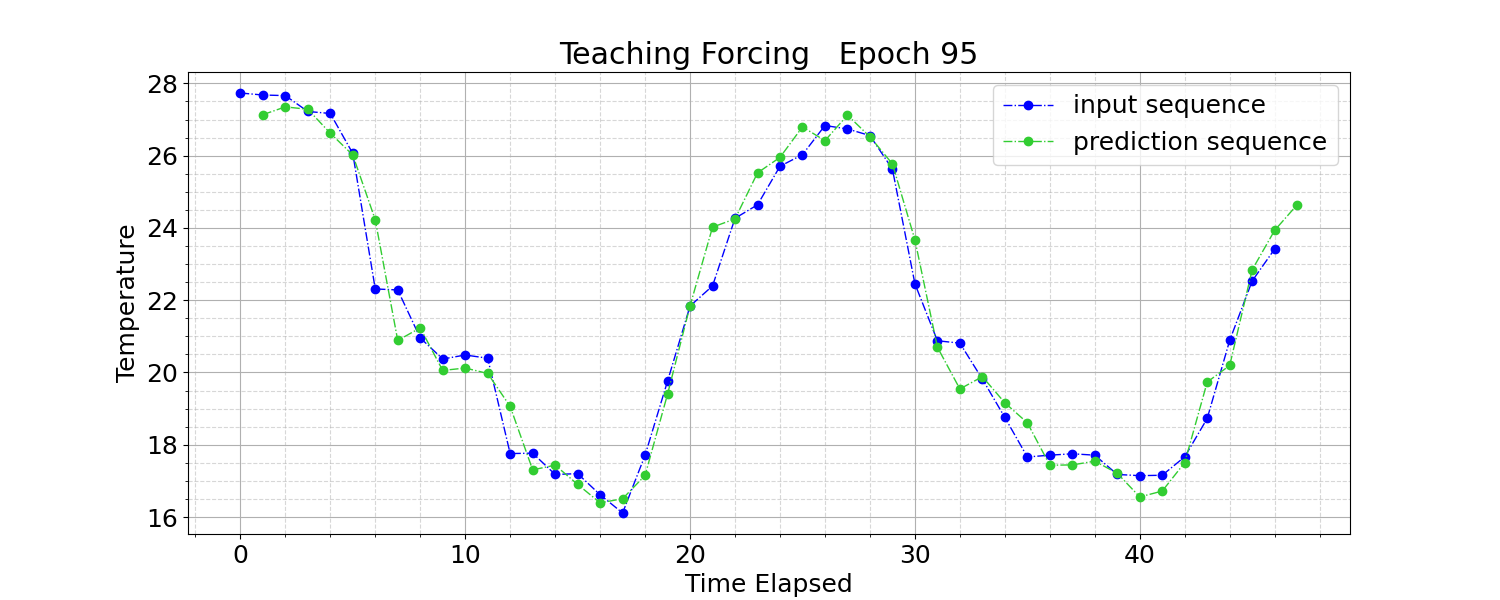 Teaching Forcing   Epoch 95
input sequence
prediction sequence
Temperature
28
26
24
22
20
18
16
0 10 20 30 40
Time Elapsed